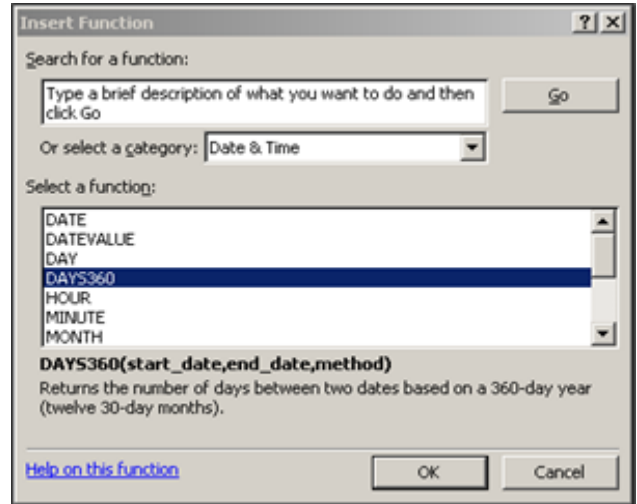 Insert Function
Search for a function:
Type a brief description of what you want to do and then
click Go
Go
Or select a category: Date & Time
Select a function:
DATE
DATEVALUE
DAY
DAYS360
HOUR
MINUTE
MONTH
DAYS360(start_date,end_date,method)
Returns the number of days between two dates based on a 360-day year
(twelve 30-day months).
Help on this function
OK
Cancel